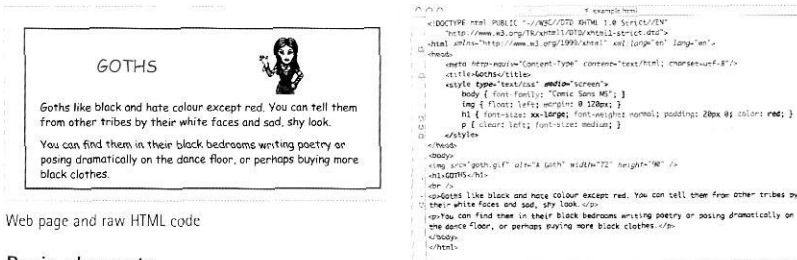 GOTHS
Goths like black and hate colour except red. You can tell them
from other tribes by their white faces and sad, shy look.
You can find them in their black bedrooms writing poetry or
posing dramatically on the dance floor, or perhaps buying more
black clothes.
Web page and raw HTML code
example.html
<!DOCTYPE html PUBLIC "-//W3C//DTD XHTML 1.0 Strict//EN"
"http://www.w3.org/TR/xhtml1/DTD/xhtml1-strict.dtd">
<html xmlns="http://www.w3.org/1999/xhtml" xml:lang="en" lang="en">
<head>
<meta http-equiv="Content-Type" content="text/html; charset=utf-8"/>
<title>Goths</title>
<style type="text/css" media="screen">
body { font-family: "Comic Sans MS"; }
img { float: left; margin: 0 120px; }
h1 { font-size: xx-large; font-weight: normal; padding: 20px 0; color: red; }
p { clear: left; font-size: medium; }
</style>
</head>
<body>
<img src="goth.gif" alt="A Goth" width="72" height="90" />
<h1>GOTHS</h1>
<br />
<p>Goths like black and hate colour except red. You can tell them from other tribes by
their white faces and sad, shy look.</p>
<p>You can find them in their black bedrooms writing poetry or posing dramatically on
the dance floor, or perhaps buying more black clothes.</p>
</body>
</html>